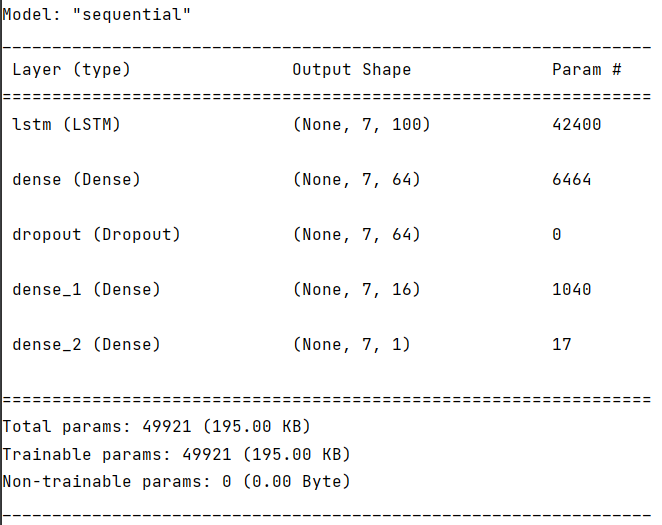 Model: "sequential"
_________________________________________________________________
Layer (type) Output Shape Param #
=================================================================
lstm (LSTM) (None, 7, 100) 42400
dense (Dense) (None, 7, 64) 6464
dropout (Dropout) (None, 7, 64) 0
dense_1 (Dense) (None, 7, 16) 1040
dense_2 (Dense) (None, 7, 1) 17
=================================================================
Total params: 49921 (195.00 KB)
Trainable params: 49921 (195.00 KB)
Non-trainable params: 0 (0.00 Byte)
_________________________________________________________________